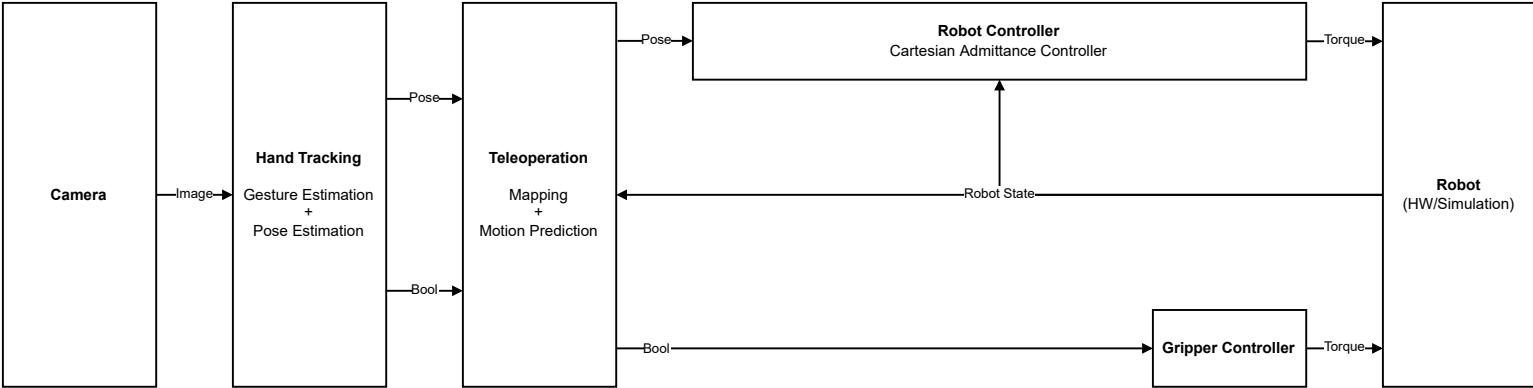 Camera
Image
Hand Tracking
Gesture Estimation
+
Pose Estimation
Pose
Bool
Teleoperation
Mapping
+
Motion Prediction
Pose
Robot Controller
Cartesian Admittance Controller
Torque
Robot State
Bool
Gripper Controller
Torque
Robot
(HW/Simulation)